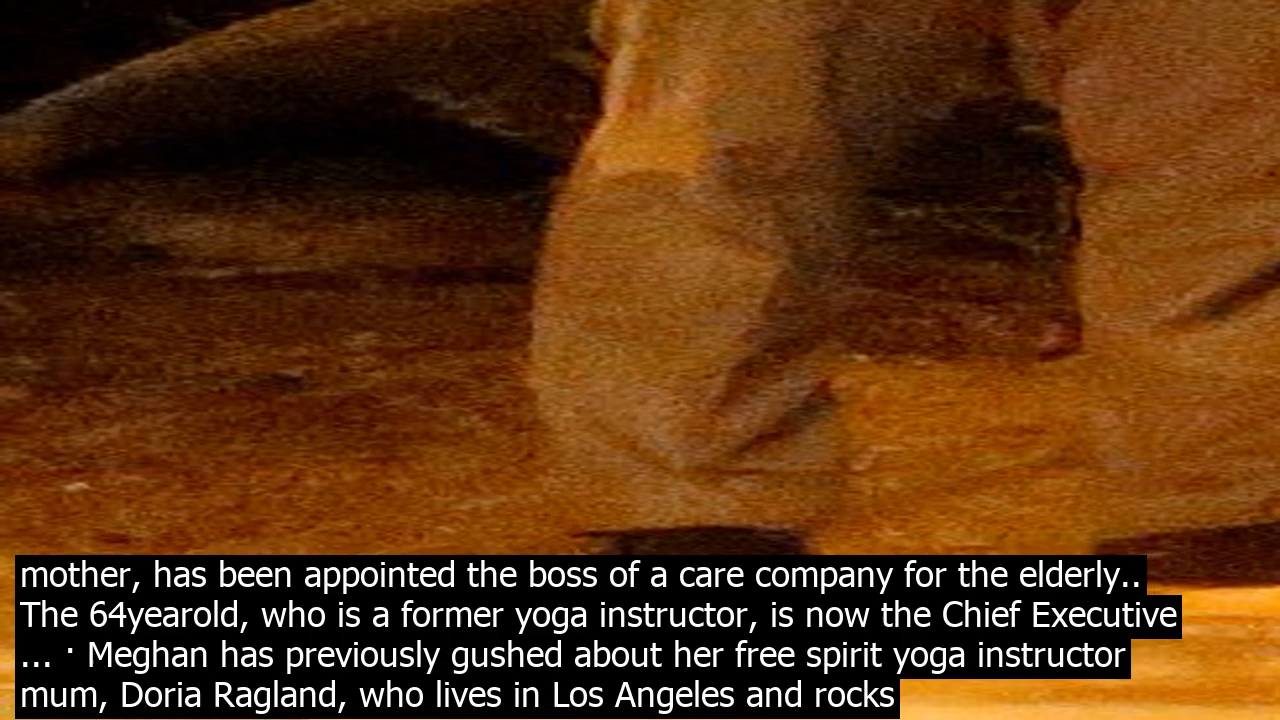 mother, has been appointed the boss of a care company for the elderly..
The 64yearold, who is a former yoga instructor, is now the Chief Executive
... · Meghan has previously gushed about her free spirit yoga instructor
mum, Doria Ragland, who lives in Los Angeles and rocks